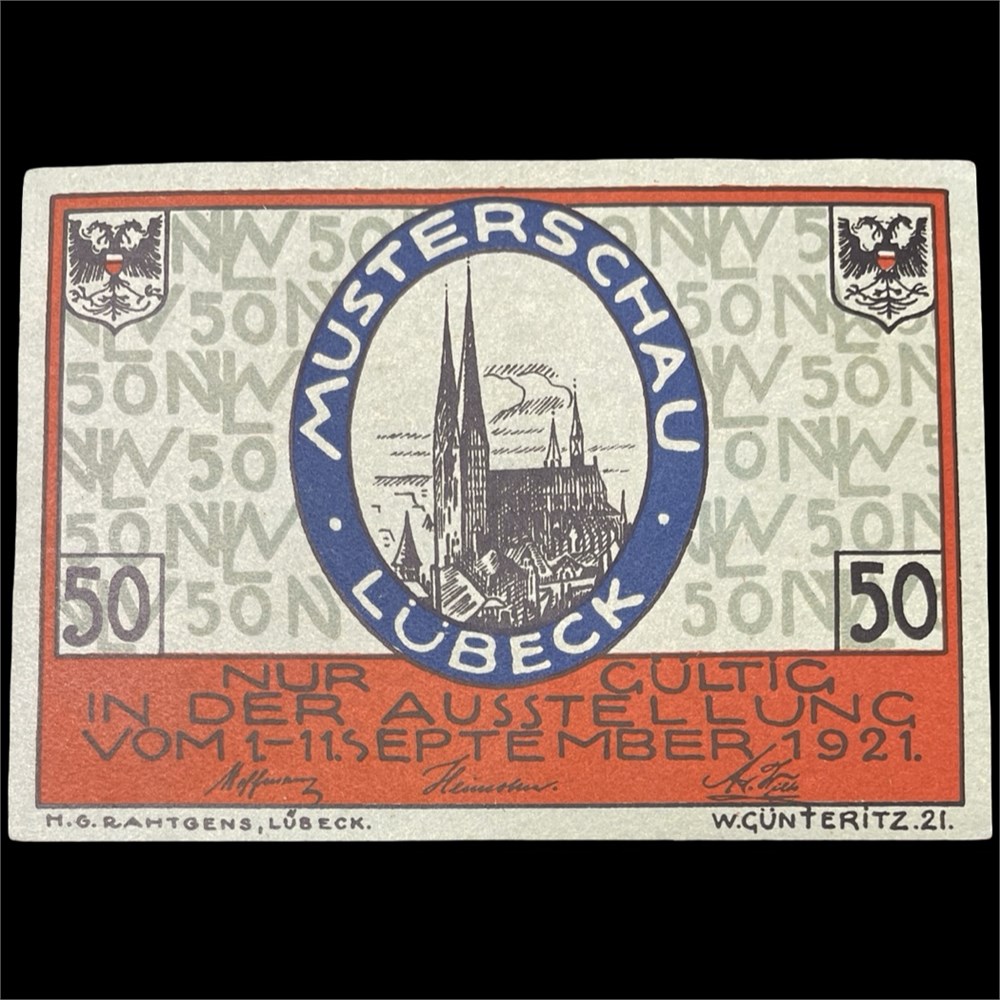 MUSTERSCHAU
· LÜBECK ·
50 50
NUR GÜLTIG
IN DER AUSSTELLUNG
VOM 1-11. SEPTEMBER 1921.
H.G. RAHTGENS, LÜBECK.
W. GÜNTERITZ. 21.